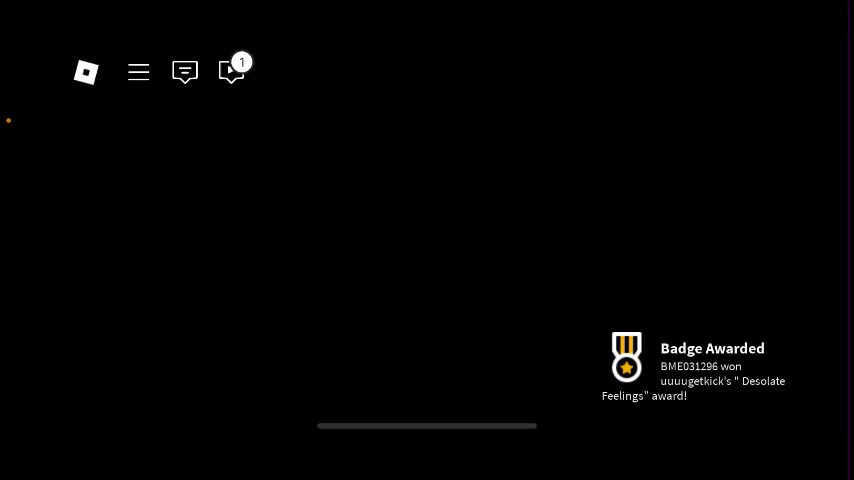 1
Badge Awarded
BME031296 won
uuuugetkick's " Desolate
Feelings" award!